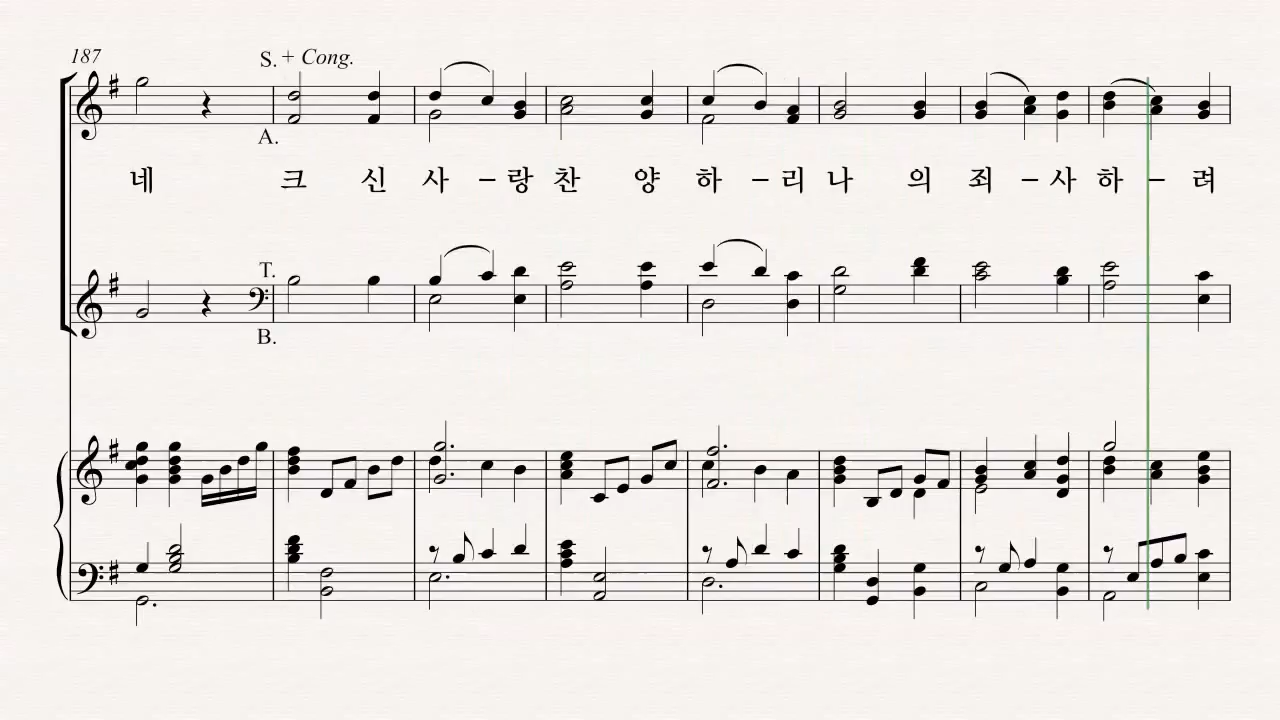 187
S. + Cong.
A.
네 크 신 사 – 랑 찬 양 하 – 리 나 의 죄 – 사 하 – 려
T.
B.